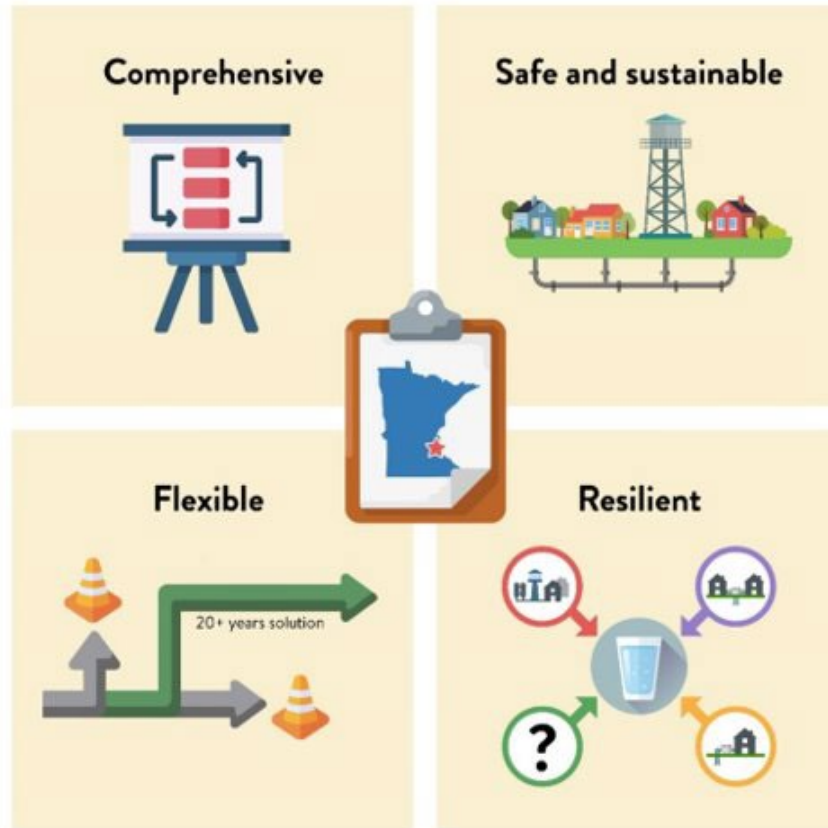 Comprehensive
Safe and sustainable
Flexible
20+ years solution
Resilient
?